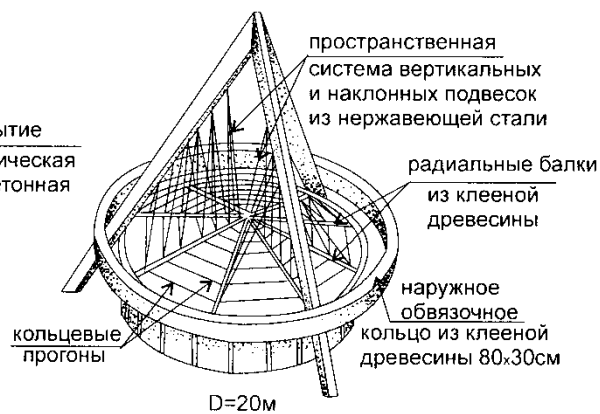 пространственная
система вертикальных
и наклонных подвесок
из нержавеющей стали
радиальные балки
из клееной
древесины
наружное
обвязочное
кольцо из клееной
древесины 80х30см
кольцевые
прогоны
D=20м